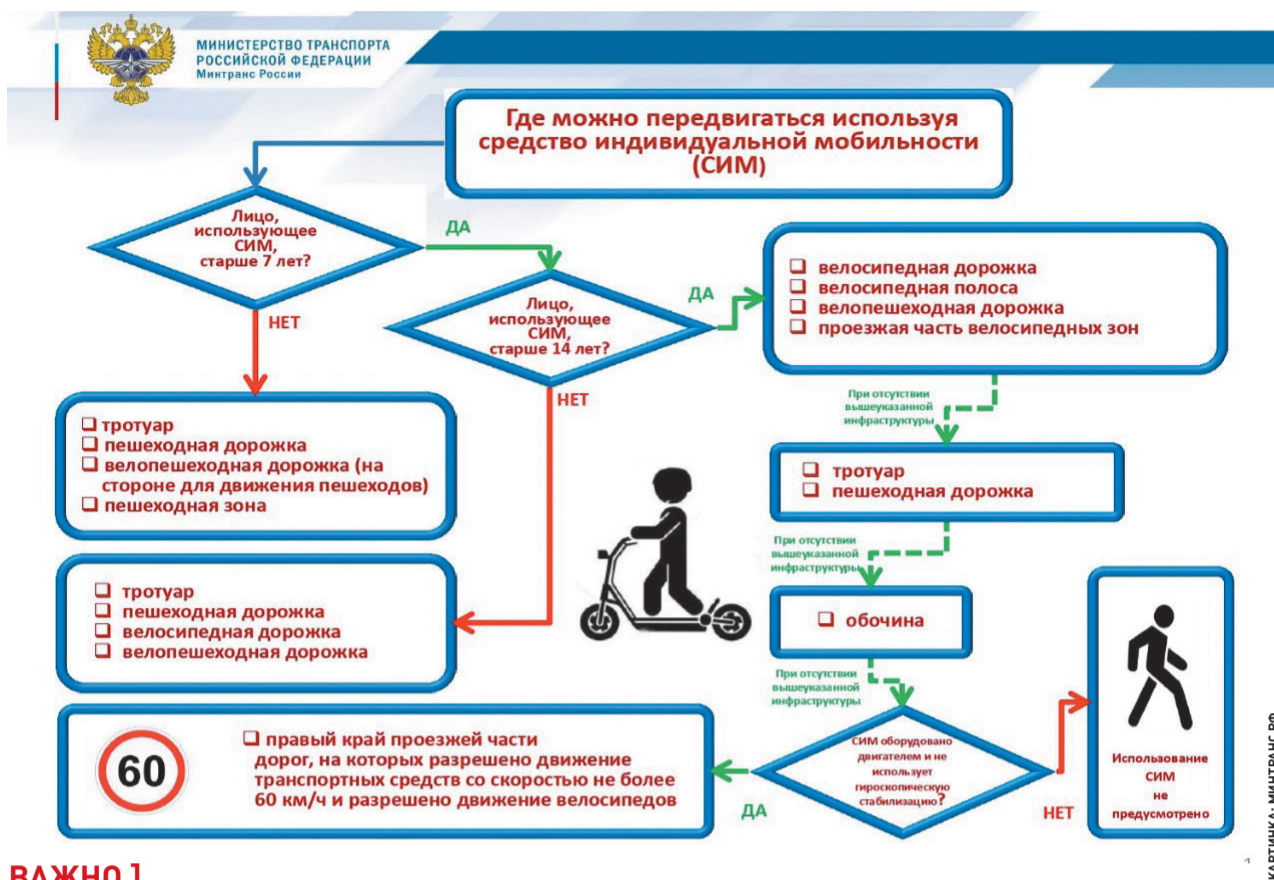 МИНИСТЕРСТВО ТРАНСПОРТА
РОССИЙСКОЙ ФЕДЕРАЦИИ
Минтранс России
Где можно передвигаться используя
средство индивидуальной мобильности
(СИМ)
Лицо,
использующее
СИМ,
старше 7 лет?
ДА
НЕТ
Лицо,
использующее
СИМ,
старше 14 лет?
ДА
НЕТ
велосипедная дорожка
велосипедная полоса
велопешеходная дорожка
проезжая часть велосипедных зон
При отсутствии
вышеуказанной
инфраструктуры
тротуар
пешеходная дорожка
велопешеходная дорожка (на
стороне для движения пешеходов)
пешеходная зона
тротуар
пешеходная дорожка
При отсутствии
вышеуказанной
инфраструктуры
тротуар
пешеходная дорожка
велосипедная дорожка
велопешеходная дорожка
обочина
При отсутствии
вышеуказанной
инфраструктуры
СИМ оборудовано
двигателем и не
использует
гироскопическую
стабилизацию?
ДА
НЕТ
60
правый край проезжей части
дорог, на которых разрешено движение
транспортных средств со скоростью не более
60 км/ч и разрешено движение велосипедов
Использование
СИМ
не
предусмотрено
КАРТИНКА: МИНТРАНС.РФ
1
ВАЖНО 1